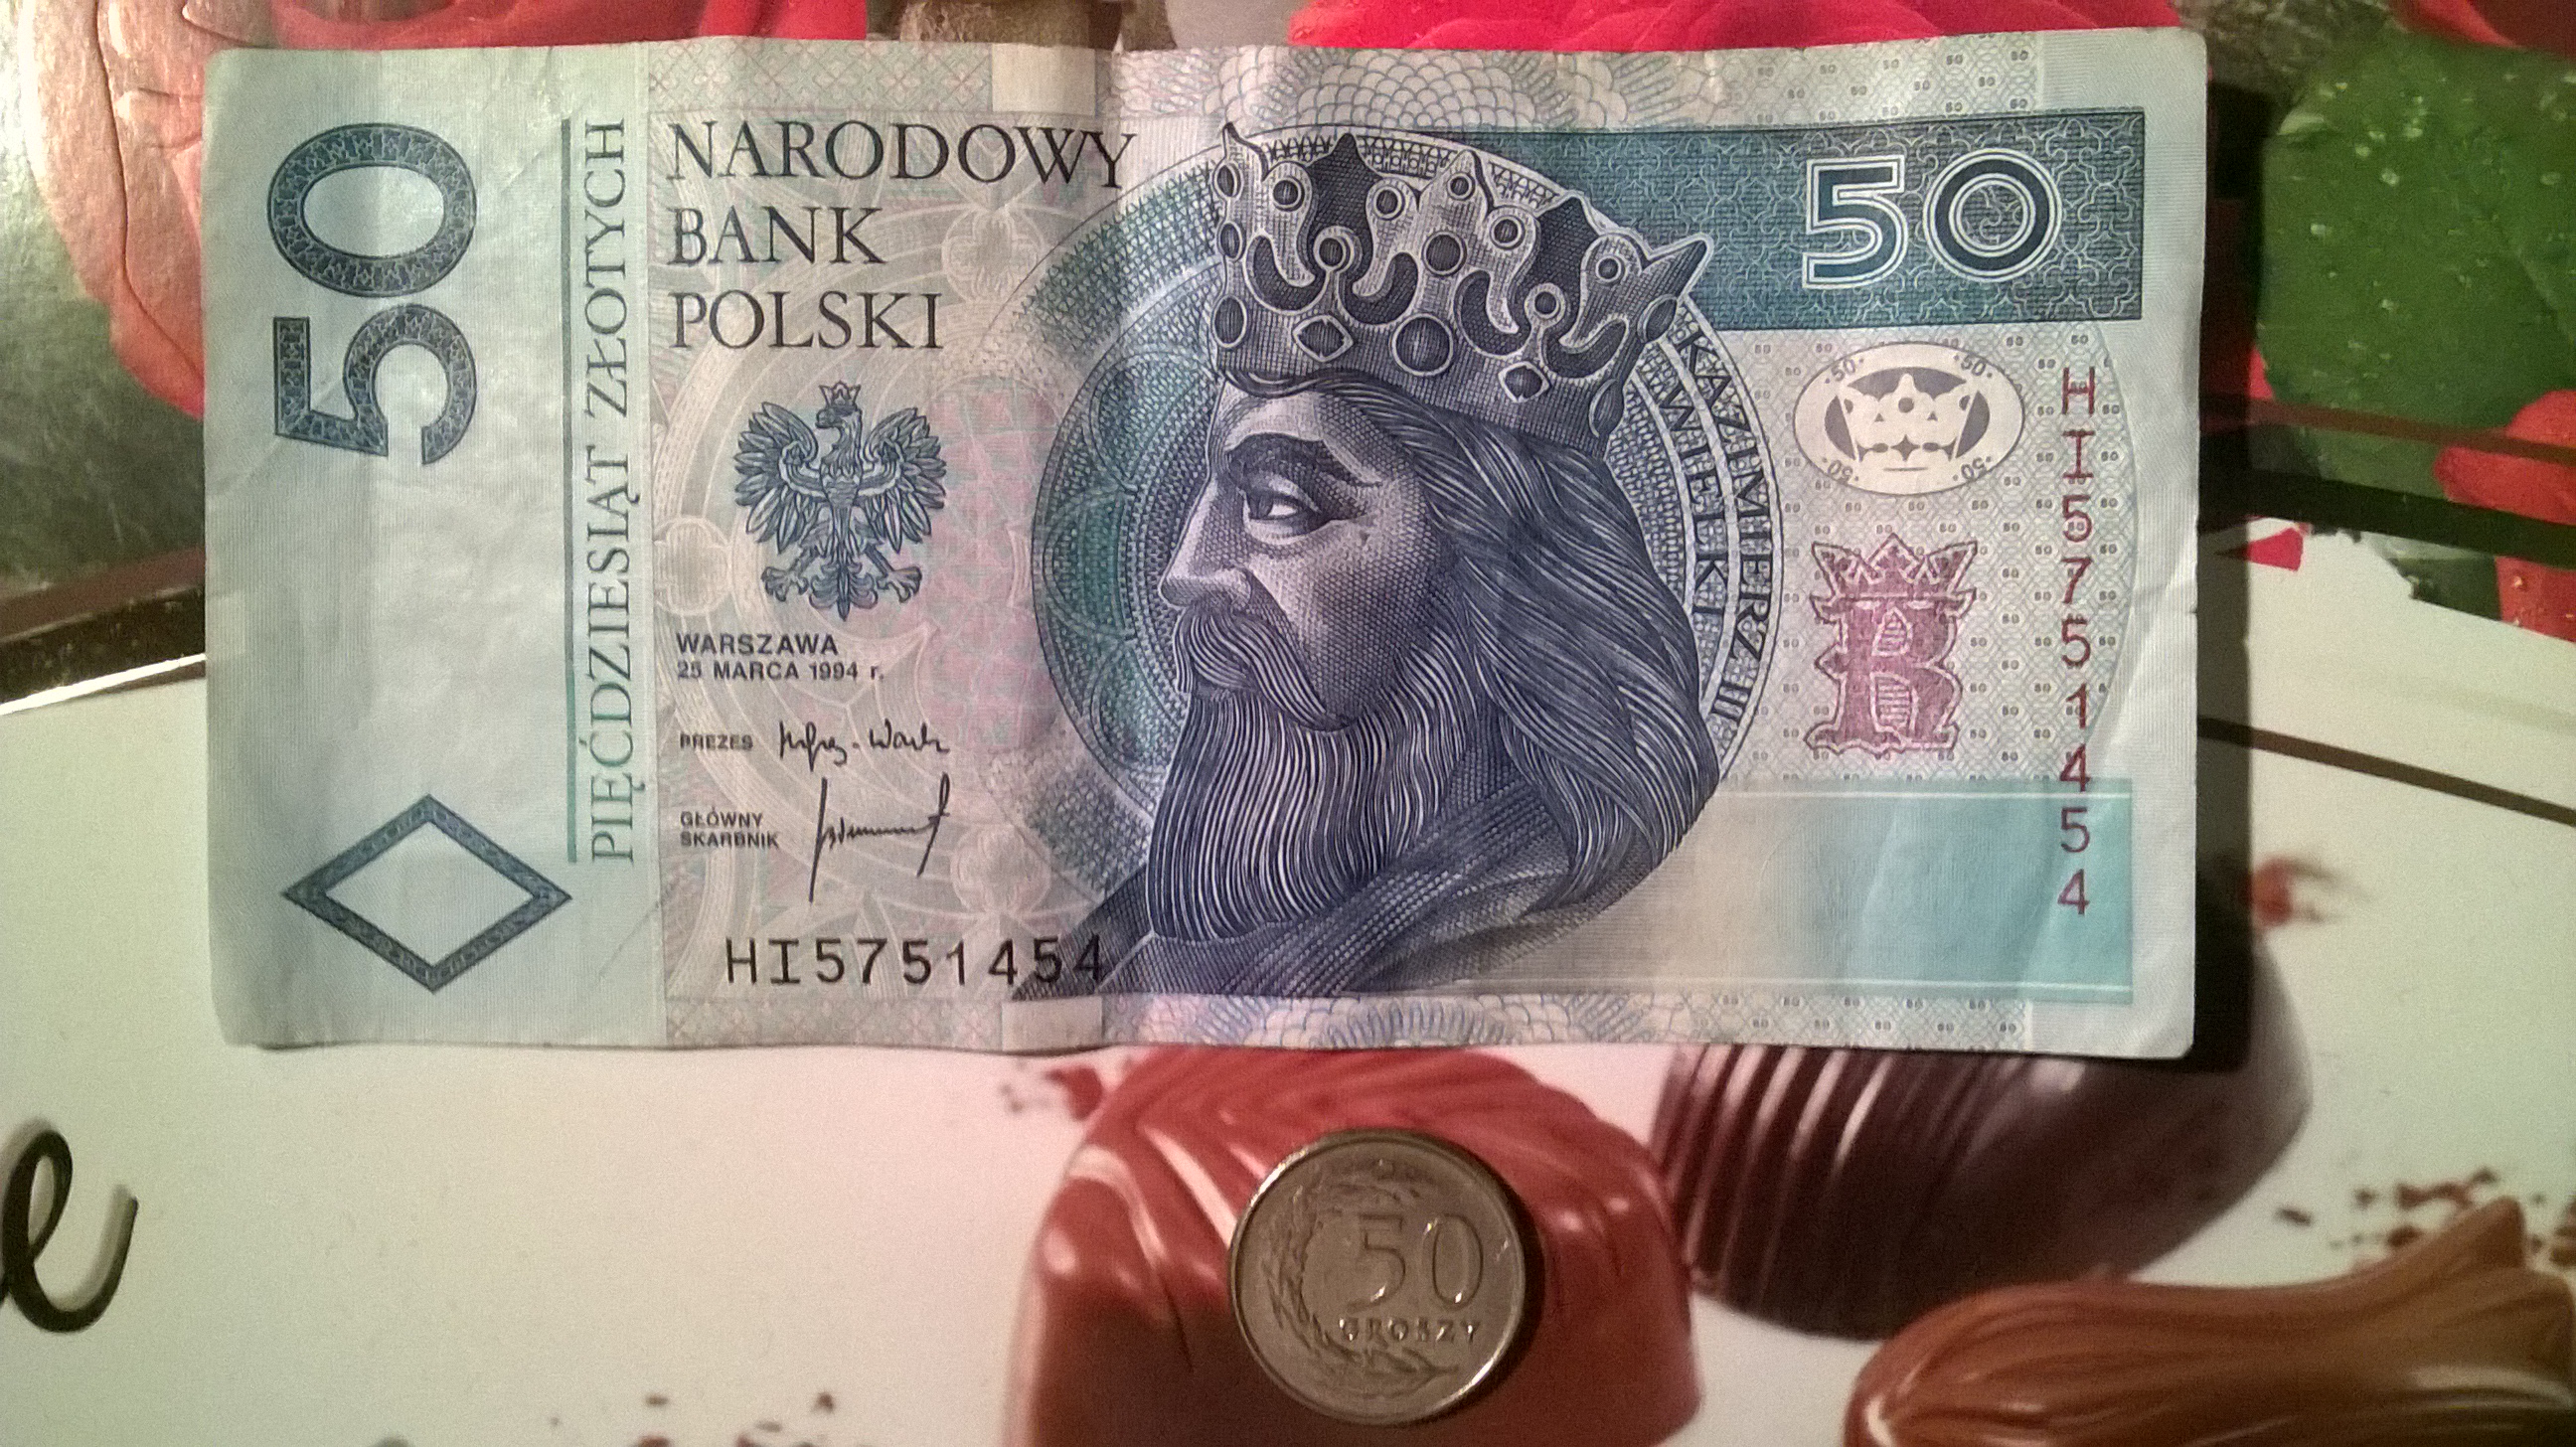 50
PIĘĆDZIESIĄT ZŁOTYCH
NARODOWY
BANK
POLSKI
WARSZAWA
25 MARCA 1994 r.
PREZES
GŁÓWNY
SKARBNIK
HI5751454
KAZIMIERZ III
WIELKI
50
50 50
50 50
K
HI5751454
e
50
GROSZY